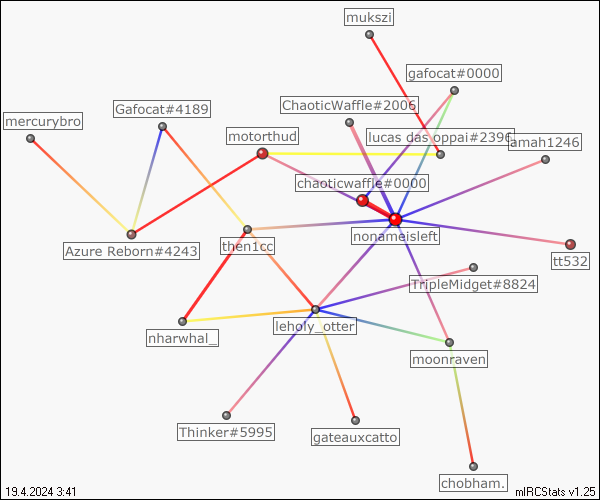 mukszi
gafocat#0000
ChaoticWaffle#2006
Gafocat#4189
mercurybro
motorthud
lucas das oppai#2396
amah1246
chaoticwaffle#0000
nonameisleft
Azure Reborn#4243
then1cc
tt532
TripleMidget#8824
leholy_otter
nharwhal_
moonraven
Thinker#5995
gateauxcatto
chobham.
19.4.2024 3:41
mIRCStats v1.25